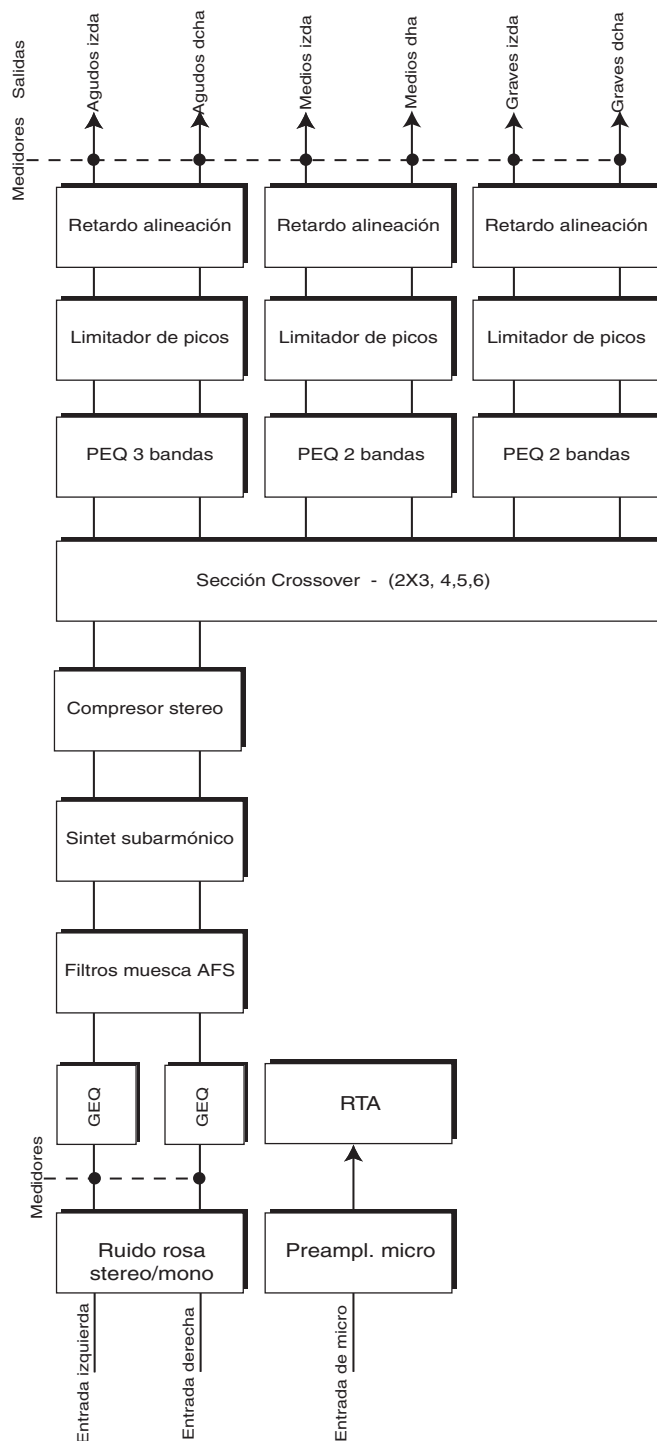 Salidas
Medidores
Agudos izda
Agudos dcha
Medios izda
Medios dha
Graves izda
Graves dcha
Retardo alineación
Retardo alineación
Retardo alineación
Limitador de picos
Limitador de picos
Limitador de picos
PEQ 3 bandas
PEQ 2 bandas
PEQ 2 bandas
Sección Crossover - (2X3, 4,5,6)
Compresor stereo
Sintet subarmónico
Filtros muesca AFS
GEQ
GEQ
RTA
Medidores
Ruido rosa
stereo/mono
Preampl. micro
Entrada izquierda
Entrada derecha
Entrada de micro